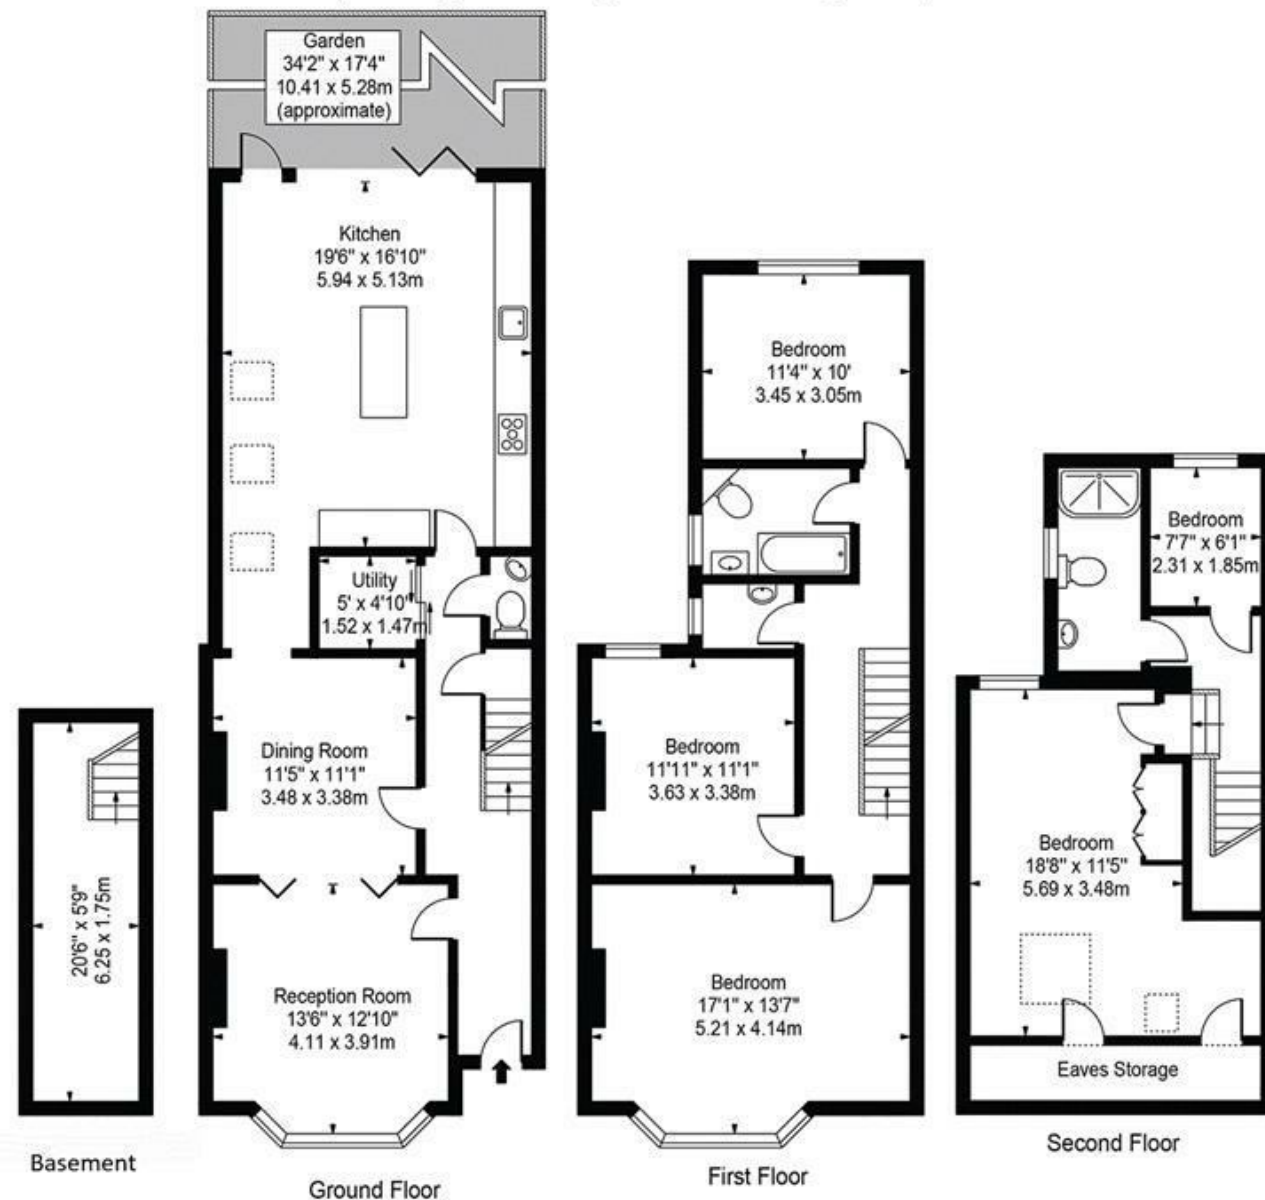 Garden
34'2" x 17'4"
10.41 x 5.28m
(approximate)
Kitchen
19'6" x 16'10"
5.94 x 5.13m
Utility
5' x 4'10"
1.52 x 1.47m
Dining Room
11'5" x 11'1"
3.48 x 3.38m
Reception Room
13'6" x 12'10"
4.11 x 3.91m
20'6" x 5'9"
6.25 x 1.75m
Basement
Ground Floor
Bedroom
11'4" x 10'
3.45 x 3.05m
Bedroom
11'11" x 11'1"
3.63 x 3.38m
Bedroom
17'1" x 13'7"
5.21 x 4.14m
First Floor
Bedroom
7'7" x 6'1"
2.31 x 1.85m
Bedroom
18'8" x 11'5"
5.69 x 3.48m
Eaves Storage
Second Floor